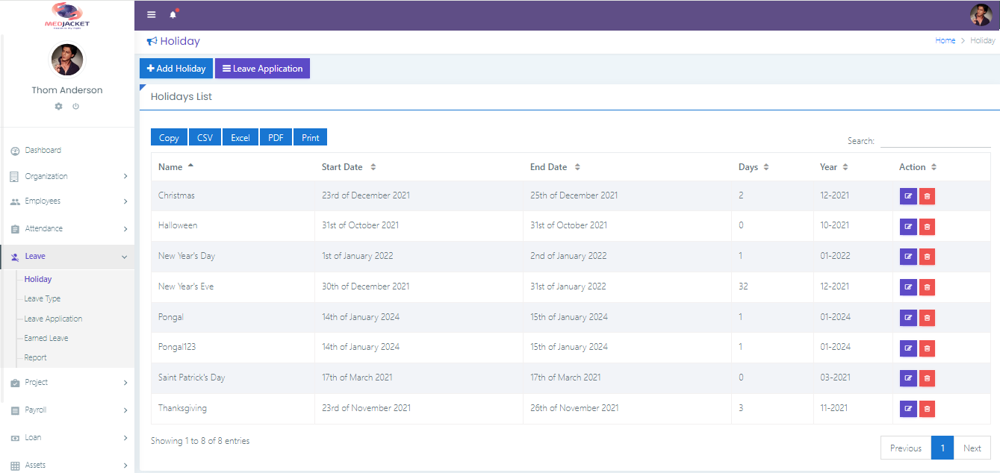 MEDJACKET
Holiday
Home > Holiday
Thom Anderson
+ Add Holiday
Leave Application
Holidays List
Copy CSV Excel PDF Print
Search:
Name Start Date End Date Days Year Action
Christmas 23rd of December 2021 25th of December 2021 2 12-2021
Halloween 31st of October 2021 31st of October 2021 0 10-2021
New Year's Day 1st of January 2022 2nd of January 2022 1 01-2022
New Year's Eve 30th of December 2021 31st of January 2022 32 12-2021
Pongal 14th of January 2024 15th of January 2024 1 01-2024
Pongal123 14th of January 2024 15th of January 2024 1 01-2024
Saint Patrick's Day 17th of March 2021 17th of March 2021 0 03-2021
Thanksgiving 23rd of November 2021 26th of November 2021 3 11-2021
Showing 1 to 8 of 8 entries
Previous 1 Next
Dashboard
Organization
Employees
Attendance
Leave
Holiday
Leave Type
Leave Application
Earned Leave
Report
Project
Payroll
Loan
Assets